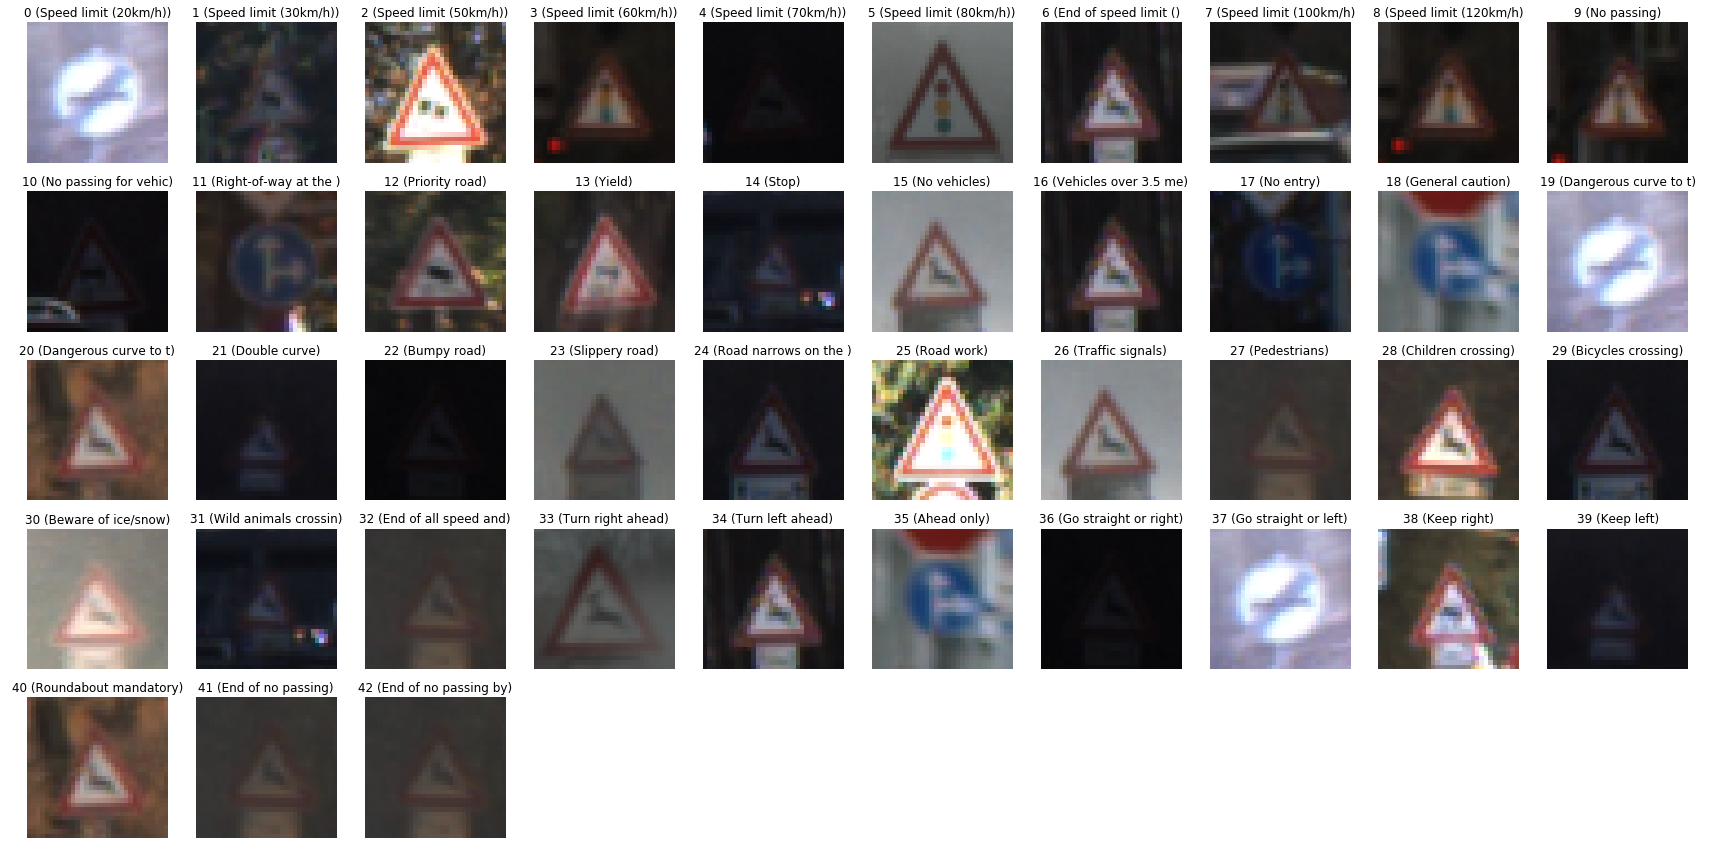 0 (Speed limit (20km/h))
1 (Speed limit (30km/h))
2 (Speed limit (50km/h))
3 (Speed limit (60km/h))
4 (Speed limit (70km/h))
5 (Speed limit (80km/h))
6 (End of speed limit ()
7 (Speed limit (100km/h)
8 (Speed limit (120km/h)
9 (No passing)
10 (No passing for vehic)
11 (Right-of-way at the )
12 (Priority road)
13 (Yield)
14 (Stop)
15 (No vehicles)
16 (Vehicles over 3.5 me)
17 (No entry)
18 (General caution)
19 (Dangerous curve to t)
20 (Dangerous curve to t)
21 (Double curve)
22 (Bumpy road)
23 (Slippery road)
24 (Road narrows on the )
25 (Road work)
26 (Traffic signals)
27 (Pedestrians)
28 (Children crossing)
29 (Bicycles crossing)
30 (Beware of ice/snow)
31 (Wild animals crossin)
32 (End of all speed and)
33 (Turn right ahead)
34 (Turn left ahead)
35 (Ahead only)
36 (Go straight or right)
37 (Go straight or left)
38 (Keep right)
39 (Keep left)
40 (Roundabout mandatory)
41 (End of no passing)
42 (End of no passing by)